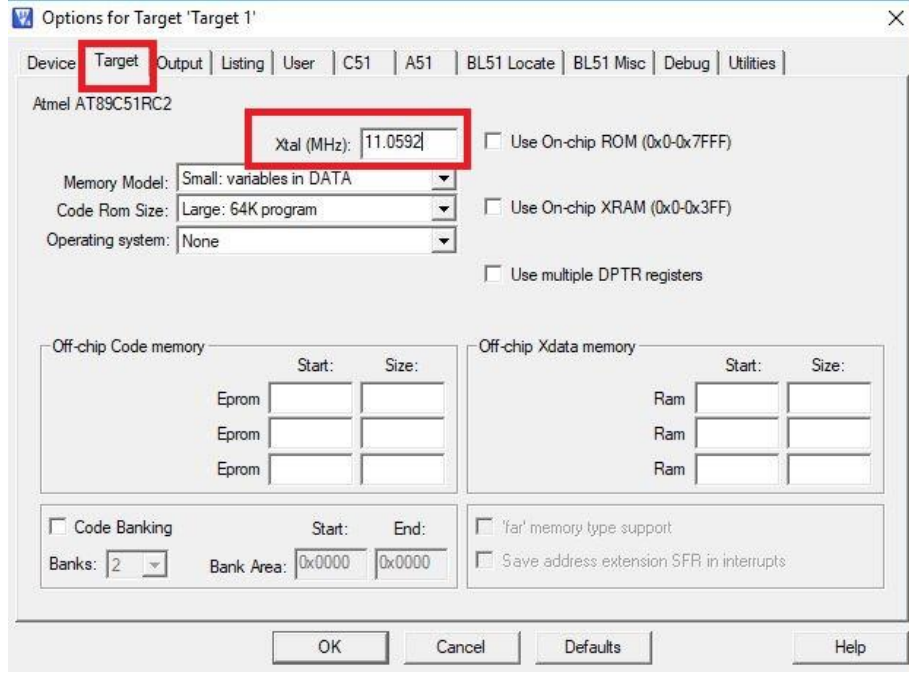 Options for Target 'Target 1'
Device Target Output Listing User C51 A51 BL51 Locate BL51 Misc Debug Utilities
Atmel AT89C51RC2
Xtal (MHz): 11.0592
Use On-chip ROM (0x0-0x7FFF)
Memory Model: Small: variables in DATA
Code Rom Size: Large: 64K program
Use On-chip XRAM (0x0-0x3FF)
Operating system: None
Use multiple DPTR registers
Off-chip Code memory
Start: Size:
Eprom
Eprom
Eprom
Off-chip Xdata memory
Start: Size:
Ram
Ram
Ram
Code Banking Start: End:
Banks: 2 Bank Area: 0x0000 0x0000
'far' memory type support
Save address extension SFR in interrupts
OK Cancel Defaults Help